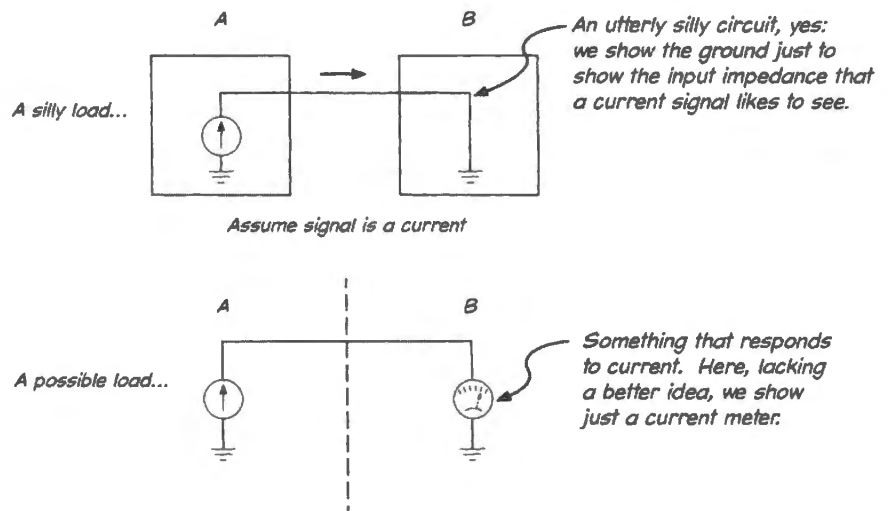 A
B
An utterly silly circuit, yes:
we show the ground just to
show the input impedance that
a current signal likes to see.
A silly load...
Assume signal is a current
A
B
Something that responds
to current. Here, lacking
a better idea, we show
just a current meter.
A possible load...